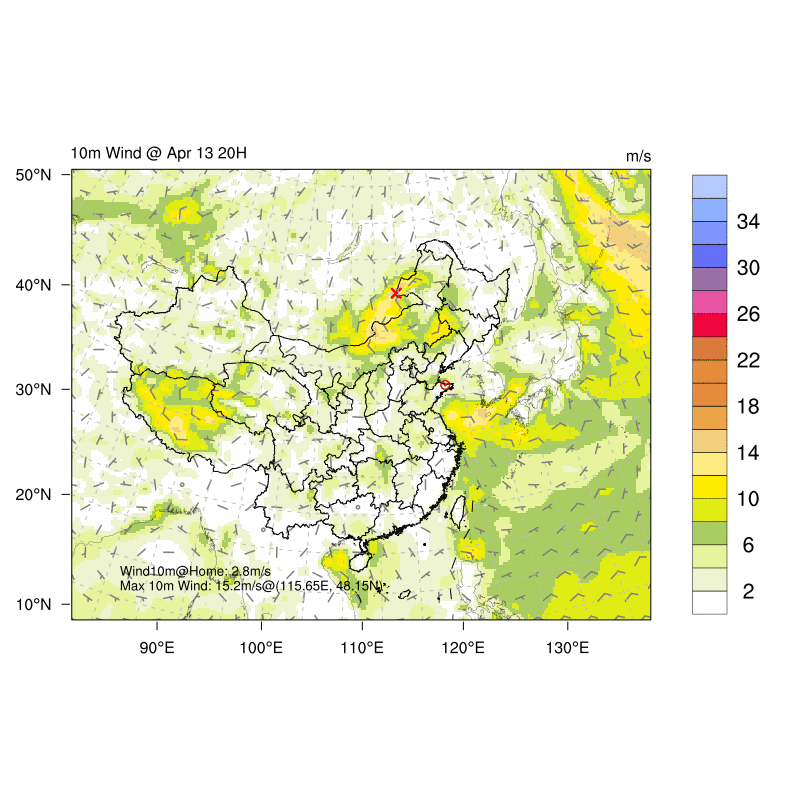 10m Wind @ Apr 13 20H
m/s
50°N
40°N
30°N
20°N
10°N
90°E
100°E
110°E
120°E
130°E
Wind10m@Home: 2.8m/s
Max 10m Wind: 15.2m/s@(115.65E, 48.15N)
34
30
26
22
18
14
10
6
2